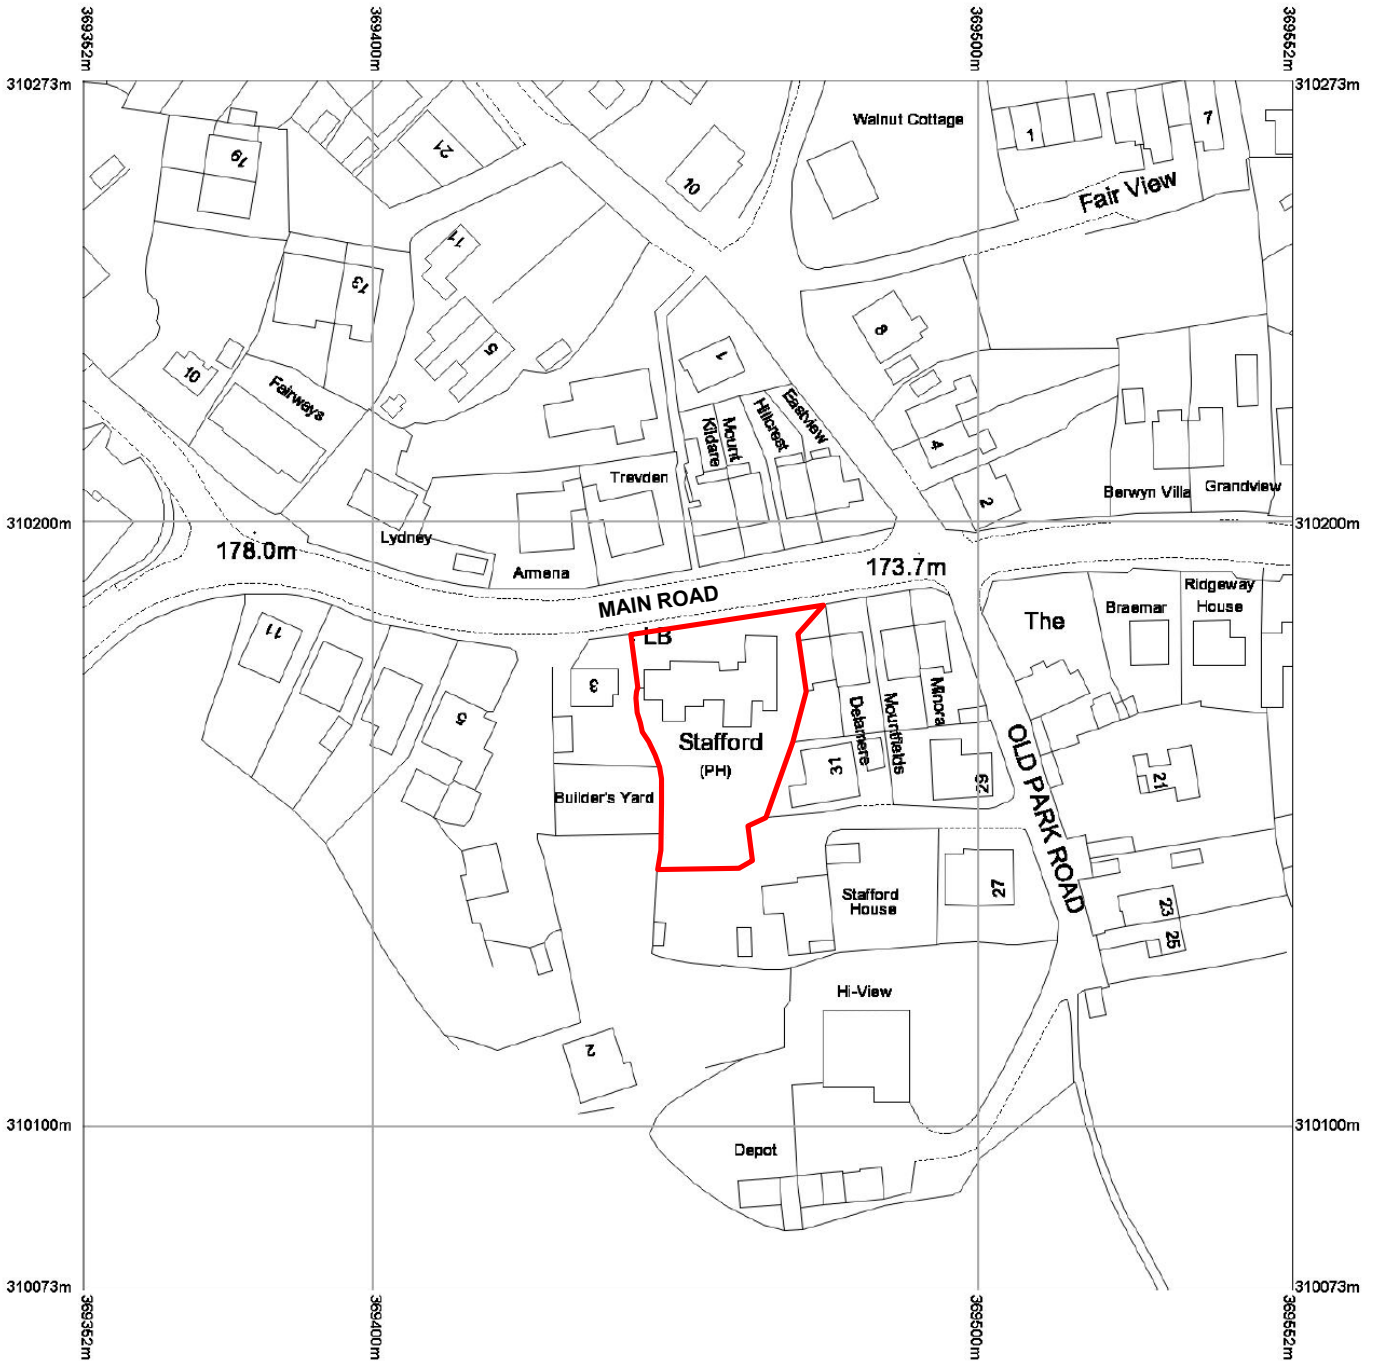 369352m
369400m
369500m
369552m
310273m
310273m
Walnut Cottage
1
7
19
21
10
Fair View
11
13
8
5
1
10
Fairways
Eastview
Hillcrest
Mount
Kildare
4
Trevden
2
Berwyn Villa
Grandview
310200m
310200m
Lydney
178.0m
173.7m
Armena
MAIN ROAD
Ridgeway
House
Braemar
The
11
LB
3
Minora
Mountfields
Delamere
5
Stafford
(PH)
31
29
21
OLD PARK ROAD
Builder's Yard
27
Stafford
House
23
25
Hi-View
2
310100m
310100m
Depot
310073m
310073m
369352m
369400m
369500m
369552m